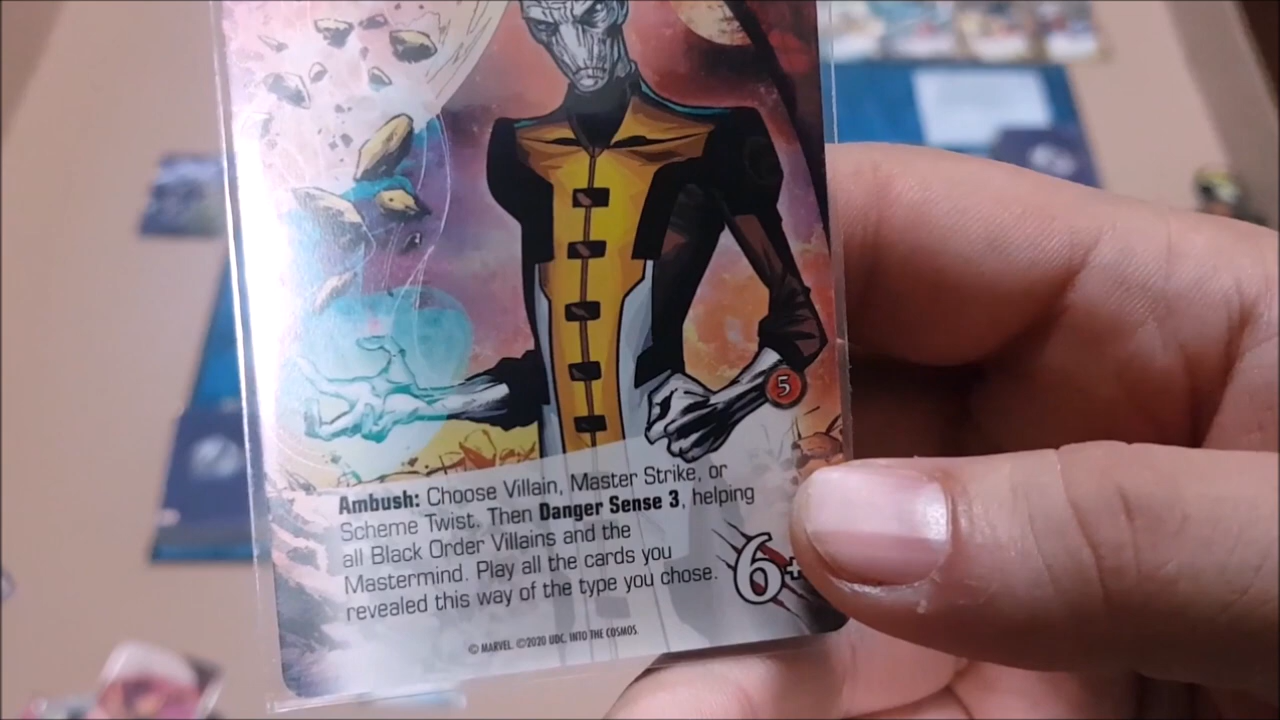 5
Ambush: Choose Villain, Master Strike, or
Scheme Twist. Then Danger Sense 3, helping
all Black Order Villains and the
Mastermind. Play all the cards you
revealed this way of the type you chose.
6+
© MARVEL. ©2020 UDC. INTO THE COSMOS.